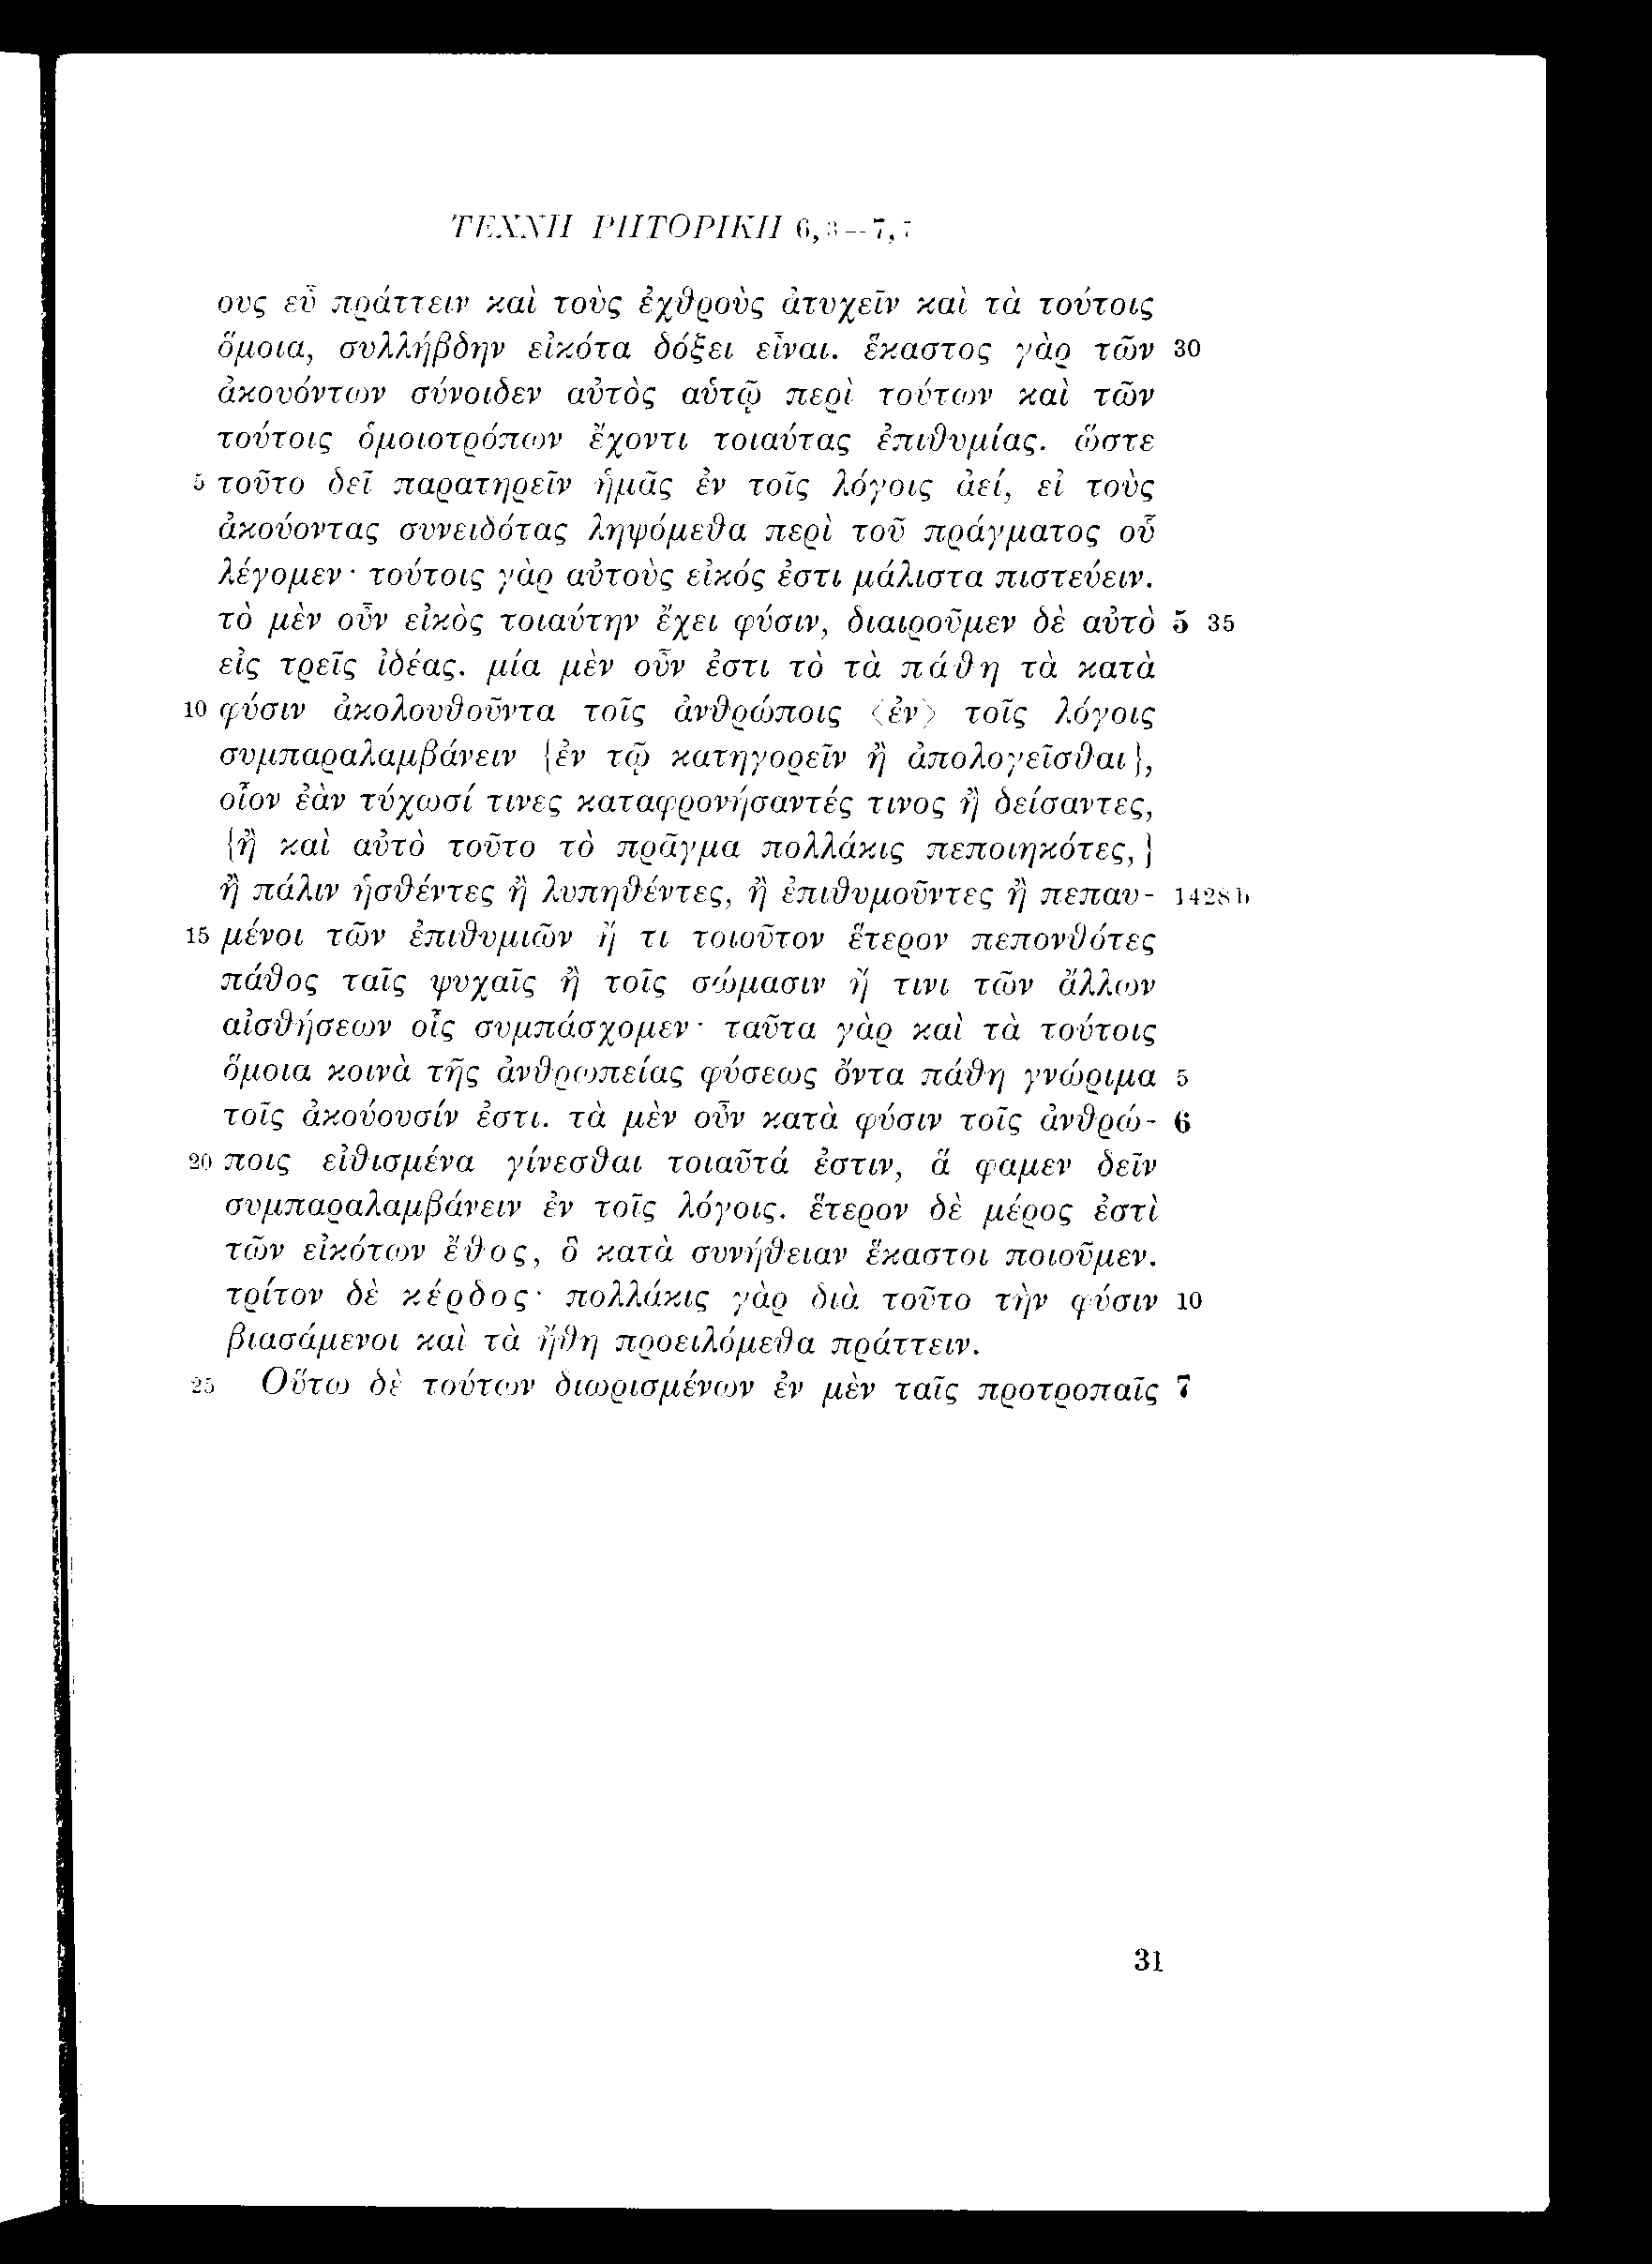 ΤΕΧΝΗ ΡΗΤΟΡΙΚΗ 6,3–7,7
ους εὖ πράττειν καὶ τοὺς ἐχθροὺς ἀτυχεῖν καὶ τὰ τούτοις
ὅμοια, συλλήβδην εἰκότα δόξει εἶναι. ἕκαστος γὰρ τῶν 30
ἀκουόντων σύνοιδεν αὐτὸς αὑτῷ περὶ τούτων καὶ τῶν
τούτοις ὁμοιοτρόπων ἔχοντι τοιαύτας ἐπιθυμίας. ὥστε
5 τοῦτο δεῖ παρατηρεῖν ἡμᾶς ἐν τοῖς λόγοις ἀεί, εἰ τοὺς
ἀκούοντας συνειδότας ληψόμεθα περὶ τοῦ πράγματος οὗ
λέγομεν· τούτοις γὰρ αὐτοὺς εἰκός ἐστι μάλιστα πιστεύειν.
τὸ μὲν οὖν εἰκὸς τοιαύτην ἔχει φύσιν, διαιροῦμεν δὲ αὐτὸ 5 35
εἰς τρεῖς ἰδέας. μία μὲν οὖν ἐστι τὸ τὰ πάθη τὰ κατὰ
10 φύσιν ἀκολουθοῦντα τοῖς ἀνθρώποις ⟨ἐν⟩ τοῖς λόγοις
συμπαραλαμβάνειν {ἐν τῷ κατηγορεῖν ἢ ἀπολογεῖσθαι},
οἷον ἐὰν τύχωσί τινες καταφρονήσαντές τινος ἢ δείσαντες,
{ἢ καὶ αὐτὸ τοῦτο τὸ πρᾶγμα πολλάκις πεποιηκότες,}
ἢ πάλιν ἡσθέντες ἢ λυπηθέντες, ἢ ἐπιθυμοῦντες ἢ πεπαυ- 1428b
15 μένοι τῶν ἐπιθυμιῶν ἤ τι τοιοῦτον ἕτερον πεπονθότες
πάθος ταῖς ψυχαῖς ἢ τοῖς σώμασιν ἤ τινι τῶν ἄλλων
αἰσθήσεων οἷς συμπάσχομεν· ταῦτα γὰρ καὶ τὰ τούτοις
ὅμοια κοινὰ τῆς ἀνθρωπείας φύσεως ὄντα πάθη γνώριμα 5
τοῖς ἀκούουσίν ἐστι. τὰ μὲν οὖν κατὰ φύσιν τοῖς ἀνθρώ- 6
20 ποις εἰθισμένα γίνεσθαι τοιαῦτά ἐστιν, ἅ φαμεν δεῖν
συμπαραλαμβάνειν ἐν τοῖς λόγοις. ἕτερον δὲ μέρος ἐστὶ
τῶν εἰκότων ἔθος, ὃ κατὰ συνήθειαν ἕκαστοι ποιοῦμεν.
τρίτον δὲ κέρδος· πολλάκις γὰρ διὰ τοῦτο τὴν φύσιν 10
βιασάμενοι καὶ τὰ ἤθη προειλόμεθα πράττειν.
25 Οὕτω δὲ τούτων διωρισμένων ἐν μὲν ταῖς προτροπαῖς 7
31